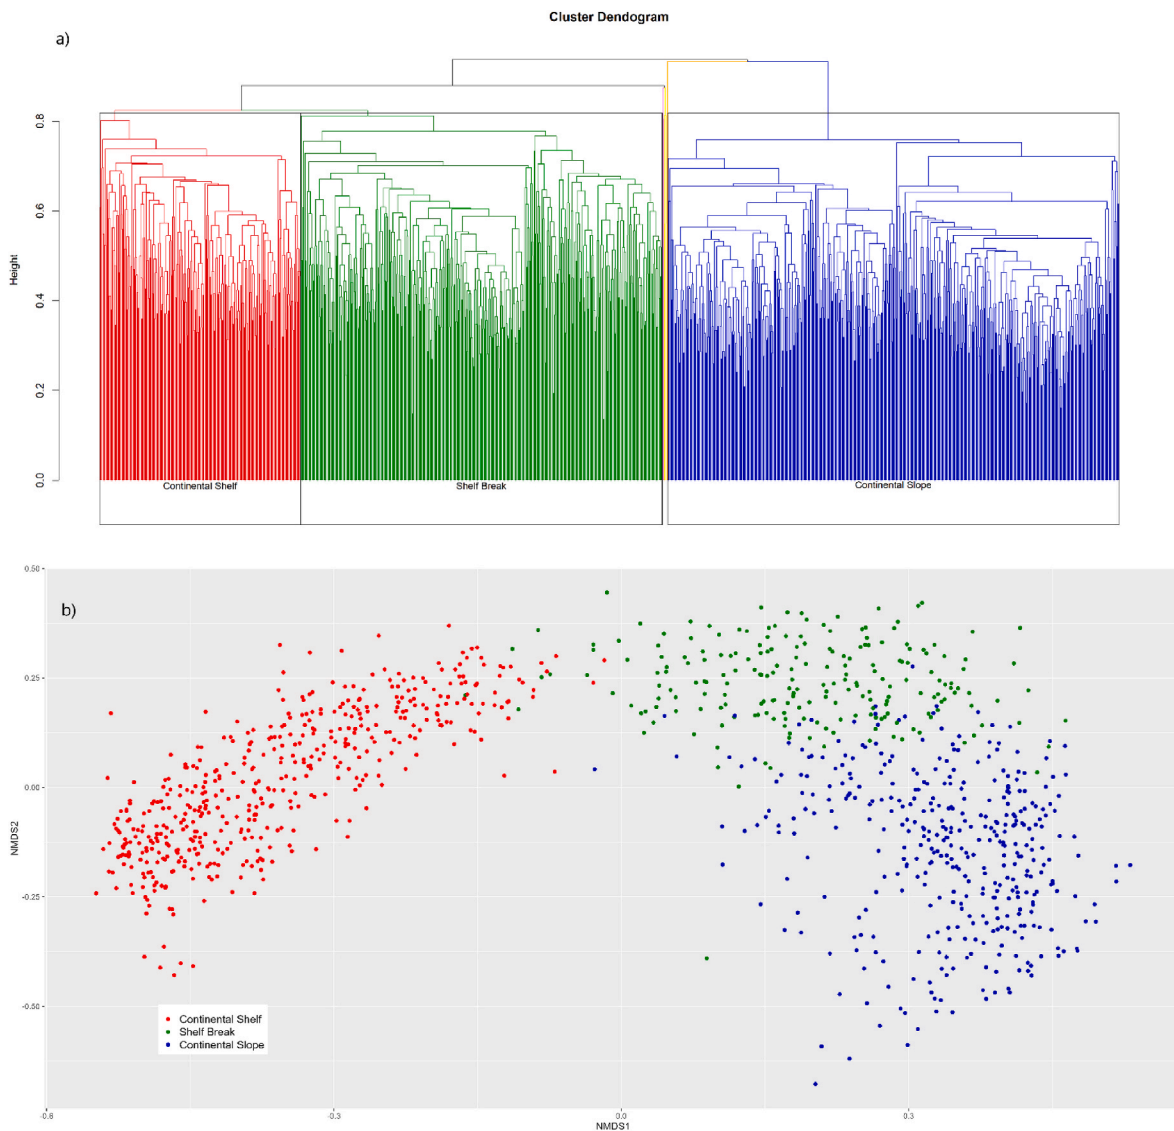 Cluster Dendogram
a)
Height
0.8
0.6
0.4
0.2
0.0
Continental Shelf
Shelf Break
Continental Slope
b)
NMDS2
0.50
0.25
0.00
-0.25
-0.50
Continental Shelf
Shelf Break
Continental Slope
-0.6
-0.3
0.0
0.3
NMDS1